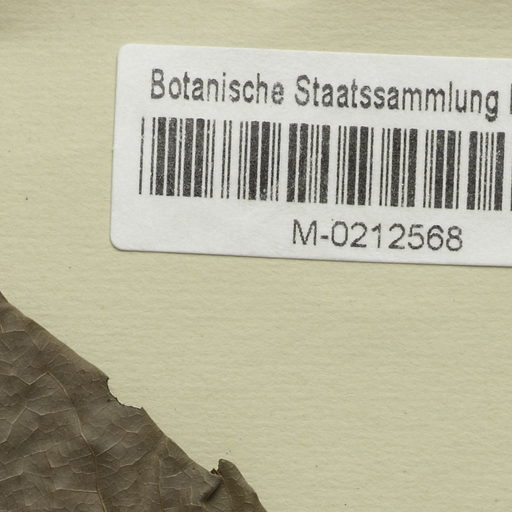 Botanische Staatssammlung
M-0212568